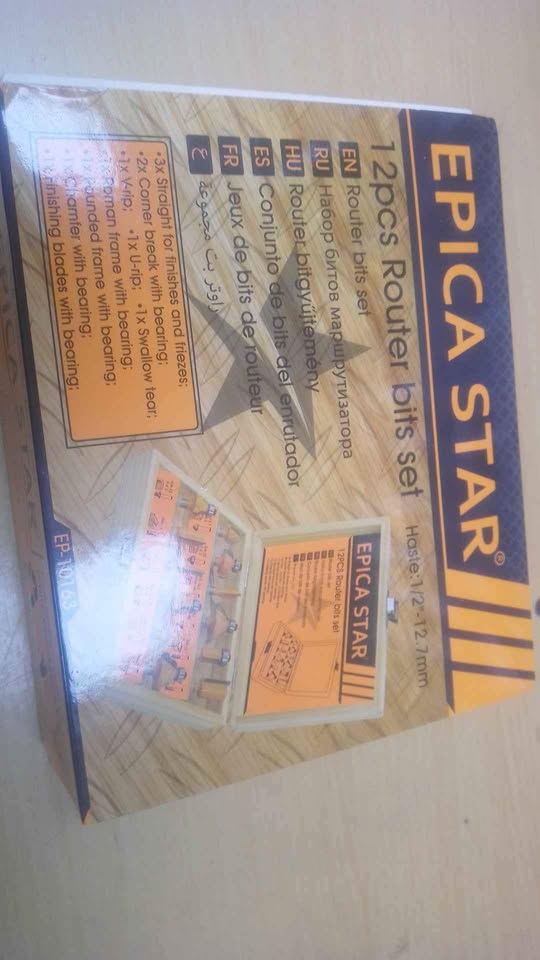 EPICA STAR®
12pcs Router bits set
Haste:1/2"-12.7mm
EN Router bits set
RU Набор битов маршрутизатора
HU Router bitgyűjtemény
ES Conjunto de bits del enrutador
FR Jeux de bits de routeur
ع راوتر بت مجموعة
•3x Straight for finishes and friezes;
•2x Corner break with bearing;
•1x V-rip; •1x U-rip; •1x Swallow tear;
•1x Roman frame with bearing;
•1x Rounded frame with bearing;
•1x Chamfer with bearing;
•1x Finishing blades with bearing;
EPICA STAR
12PCS Router bits set